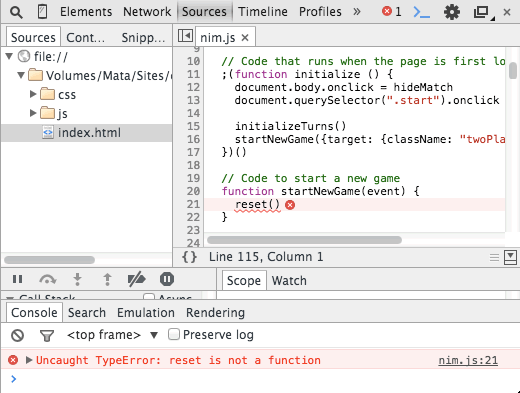 Elements Network Sources Timeline Profiles » 1
Sources Cont… Snipp… nim.js ×
file://
Volumes/Mata/Sites/
css
js
index.html
10 // Code that runs when the page is first lo
11 ;(function initialize () {
12 document.body.onclick = hideMatch
13 document.querySelector(".start").onclick
14
15 initializeTurns()
16 startNewGame({target: {className: "twoPla
17 })()
18
19 // Code to start a new game
20 function startNewGame(event) {
21 reset()
22 }
23
24
{} Line 115, Column 1
Scope Watch
Call Stack Async
Console Search Emulation Rendering
<top frame> ▼ Preserve log
Uncaught TypeError: reset is not a function nim.js:21
>